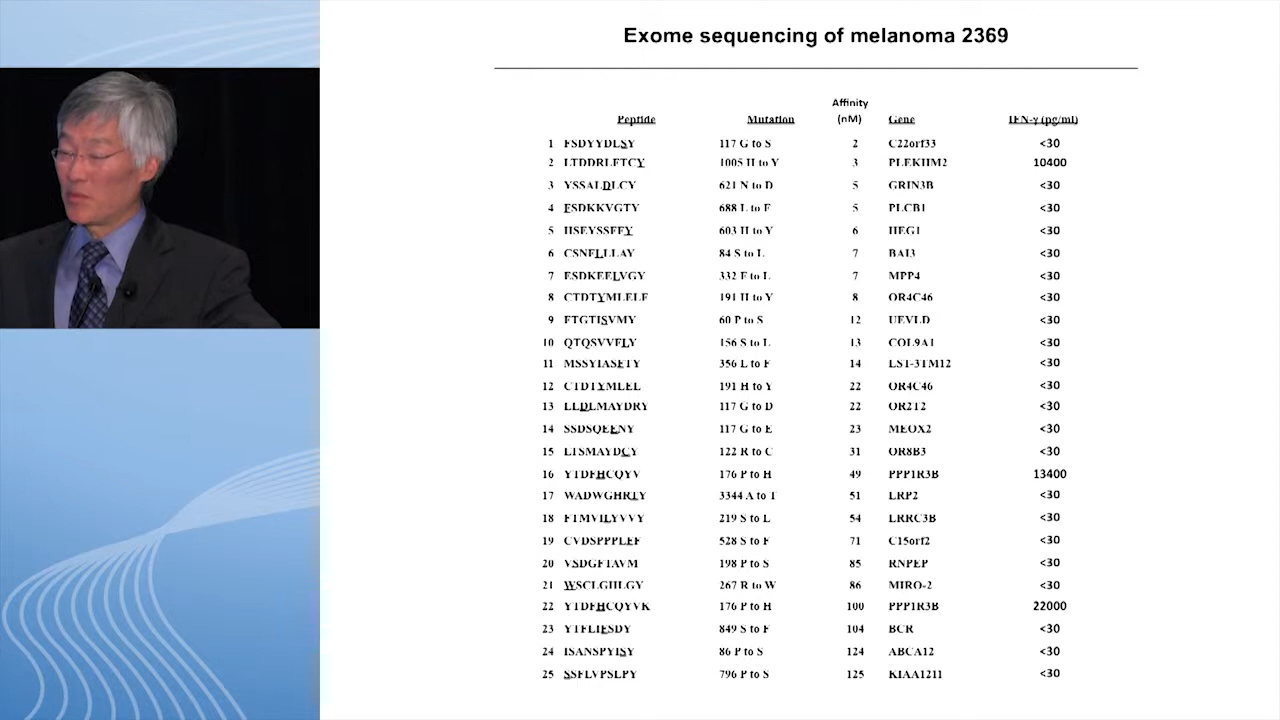 Exome sequencing of melanoma 2369
Affinity
Peptide Mutation (nM) Gene IFN-γ (pg/ml)
1 FSDYYDLSY 117 G to S 2 C22orf33 <30
2 LTDDRLFTCY 1005 H to Y 3 PLEKHM2 10400
3 YSSALDLCY 621 N to D 5 GRIN3B <30
4 FSDKKVGTY 688 L to F 5 PLCB1 <30
5 HSEYSSFFY 603 H to Y 6 HEG1 <30
6 CSNFLLLAY 84 S to L 7 BAI3 <30
7 ESDKEELVGY 332 F to L 7 MPP4 <30
8 CTDTYMLELF 191 H to Y 8 OR4C46 <30
9 FTGTISVMY 60 P to S 12 UEVLD <30
10 QTQSVVFLY 156 S to L 13 COL9A1 <30
11 MSSYIASFTY 356 L to F 14 LST-3TM12 <30
12 CTDTYMLEL 191 H to Y 22 OR4C46 <30
13 LLDLMAYDRY 117 G to D 22 OR2T2 <30
14 SSDSQEENY 117 G to E 23 MEOX2 <30
15 LTSMAYDCY 122 R to C 31 OR8B3 <30
16 YTDFHCQYV 176 P to H 49 PPP1R3B 13400
17 WADWGHRTY 3344 A to T 51 LRP2 <30
18 FTMVILYVVY 219 S to L 54 LRRC3B <30
19 CVDSPPPLFF 528 S to F 71 C15orf2 <30
20 VSDGFTAVM 198 P to S 85 RNPEP <30
21 WSCLGHLGY 267 R to W 86 MIRO-2 <30
22 YTDFHCQYVK 176 P to H 100 PPP1R3B 22000
23 YTFLIFSDY 849 S to F 104 BCR <30
24 ISANSPYISY 86 P to S 124 ABCA12 <30
25 SSFLVPSLPY 796 P to S 125 KIAA1211 <30